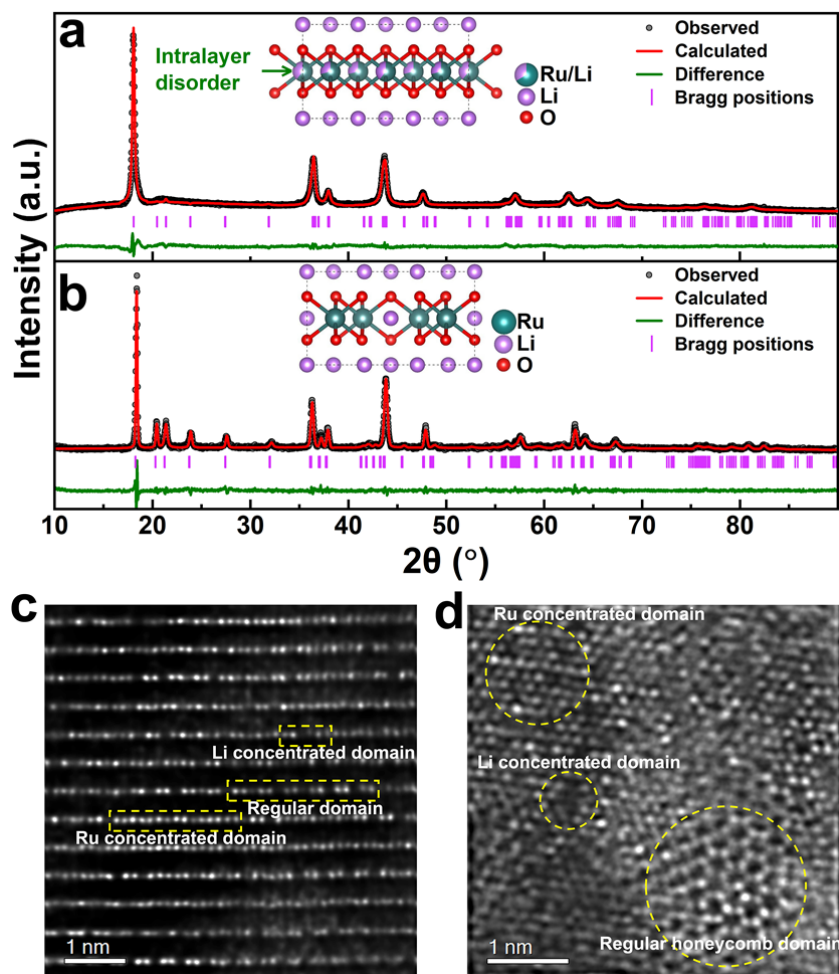 a
Intralayer
disorder
Ru/Li
Li
O
Observed
Calculated
Difference
Bragg positions
b
Ru
Li
O
Observed
Calculated
Difference
Bragg positions
Intensity (a.u.)
10 20 30 40 50 60 70 80
2θ (°)
c
Li concentrated domain
Regular domain
Ru concentrated domain
1 nm
d
Ru concentrated domain
Li concentrated domain
Regular honeycomb domain
1 nm